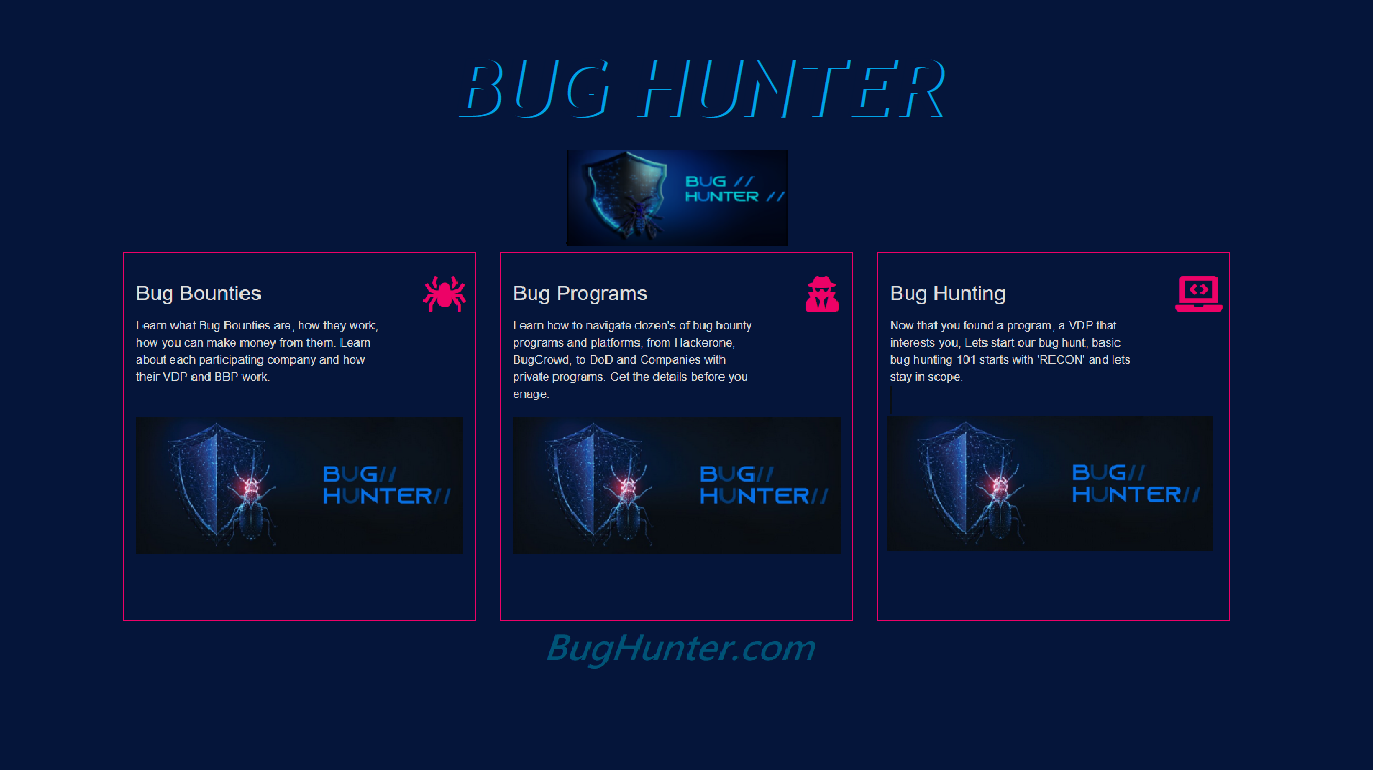 BUG HUNTER
BUG //
HUNTER //
Bug Bounties
Learn what Bug Bounties are, how they work,
how you can make money from them. Learn
about each participating company and how
their VDP and BBP work.
BUG//
HUNTER//
Bug Programs
Learn how to navigate dozen's of bug bounty
programs and platforms, from Hackerone,
BugCrowd, to DoD and Companies with
private programs. Get the details before you
enage.
BUG//
HUNTER//
Bug Hunting
Now that you found a program, a VDP that
interests you, Lets start our bug hunt, basic
bug hunting 101 starts with 'RECON' and lets
stay in scope.
BUG//
HUNTER//
BugHunter.com